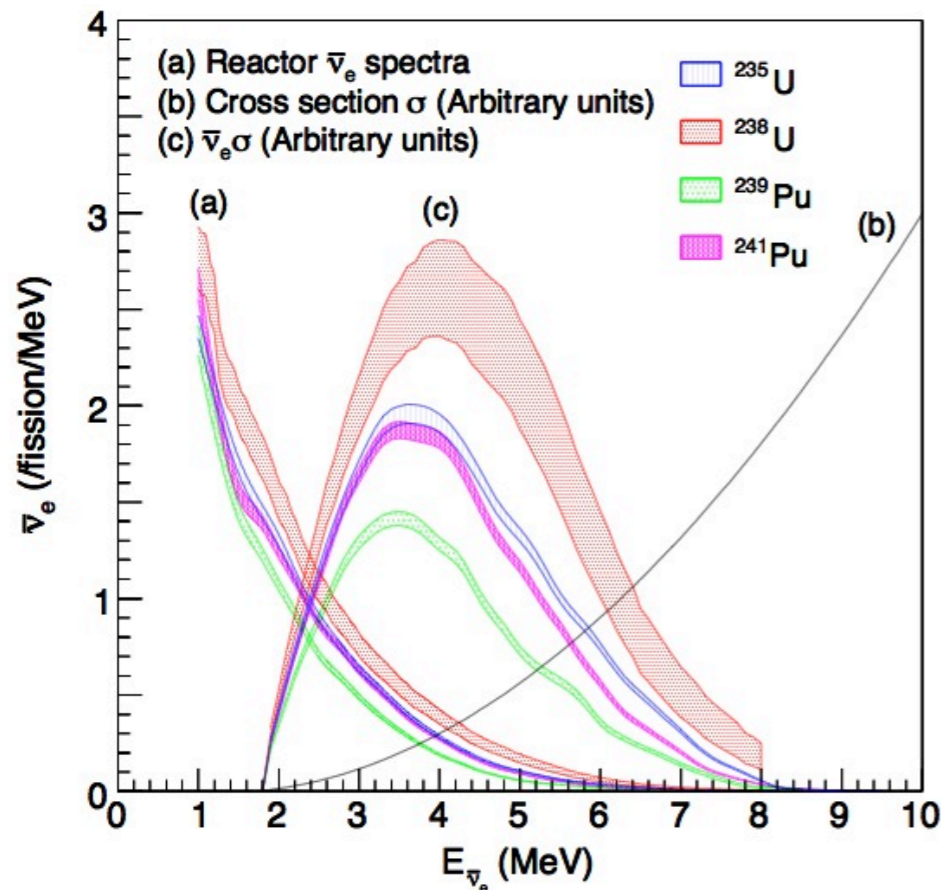 (a) Reactor ν̅ₑ spectra
(b) Cross section σ (Arbitrary units)
(c) ν̅ₑσ (Arbitrary units)
²³⁵U
²³⁸U
²³⁹Pu
²⁴¹Pu
(a)
(c)
(b)
ν̅ₑ (/fission/MeV)
4
3
2
1
0
0 1 2 3 4 5 6 7 8 9 10
E_ν̅ₑ (MeV)